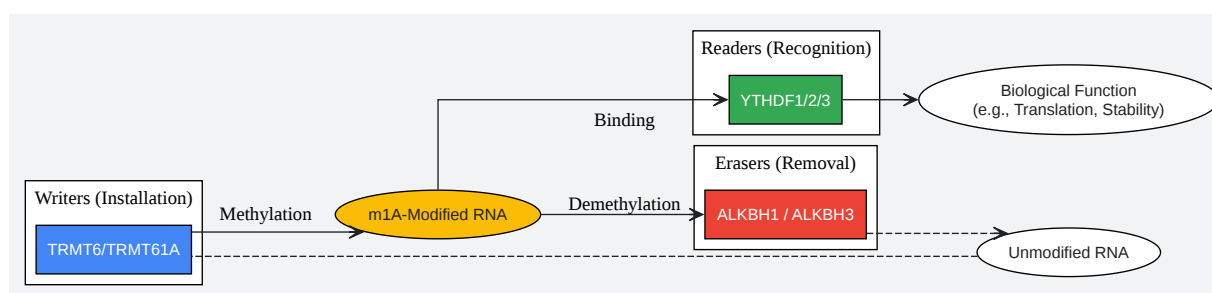 Readers (Recognition)
YTHDF1/2/3
Biological Function
(e.g., Translation, Stability)
Binding
Erasers (Removal)
Writers (Installation)
Methylation
m1A-Modified RNA
Demethylation
ALKBH1 / ALKBH3
TRMT6/TRMT61A
Unmodified RNA